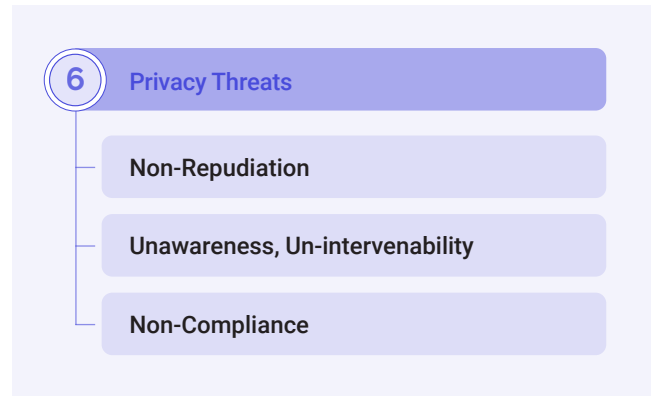 6
Privacy Threats
Non-Repudiation
Unawareness, Un-intervenability
Non-Compliance